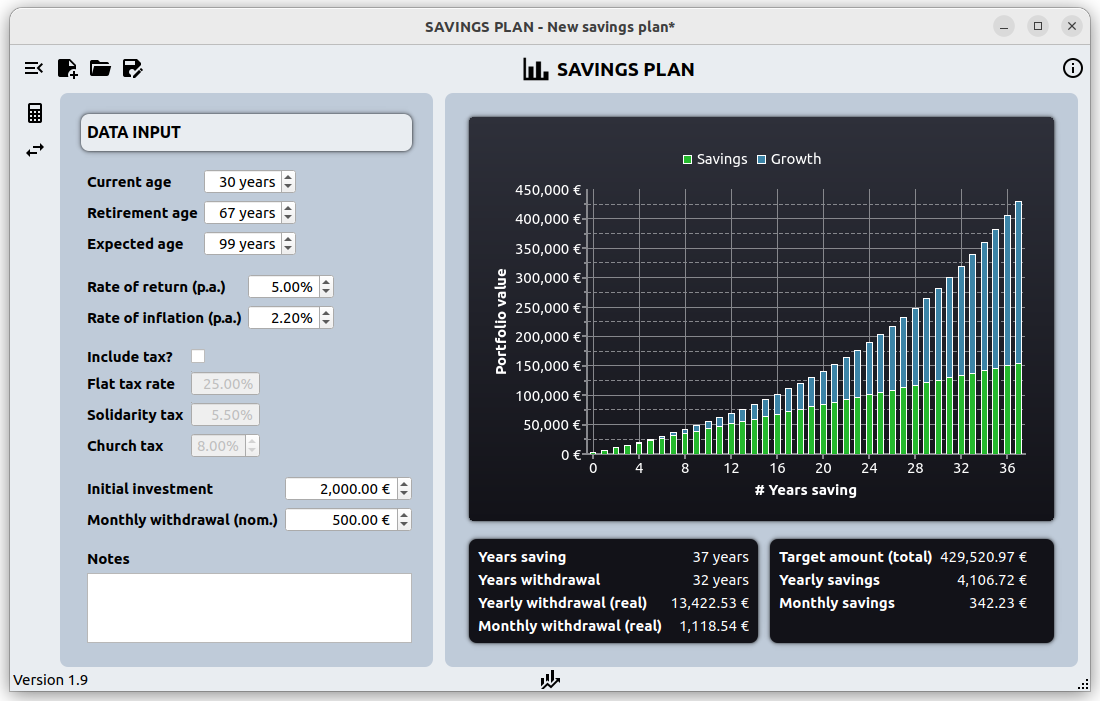 SAVINGS PLAN - New savings plan*
SAVINGS PLAN
DATA INPUT
Current age 30 years
Retirement age 67 years
Expected age 99 years
Rate of return (p.a.) 5.00%
Rate of inflation (p.a.) 2.20%
Include tax?
Flat tax rate 25.00%
Solidarity tax 5.50%
Church tax 8.00%
Initial investment 2,000.00 €
Monthly withdrawal (nom.) 500.00 €
Notes
Savings Growth
450,000 €
400,000 €
350,000 €
300,000 €
250,000 €
200,000 €
150,000 €
100,000 €
50,000 €
0 €
Portfolio value
0 4 8 12 16 20 24 28 32 36
# Years saving
Years saving 37 years
Years withdrawal 32 years
Yearly withdrawal (real) 13,422.53 €
Monthly withdrawal (real) 1,118.54 €
Target amount (total) 429,520.97 €
Yearly savings 4,106.72 €
Monthly savings 342.23 €
Version 1.9